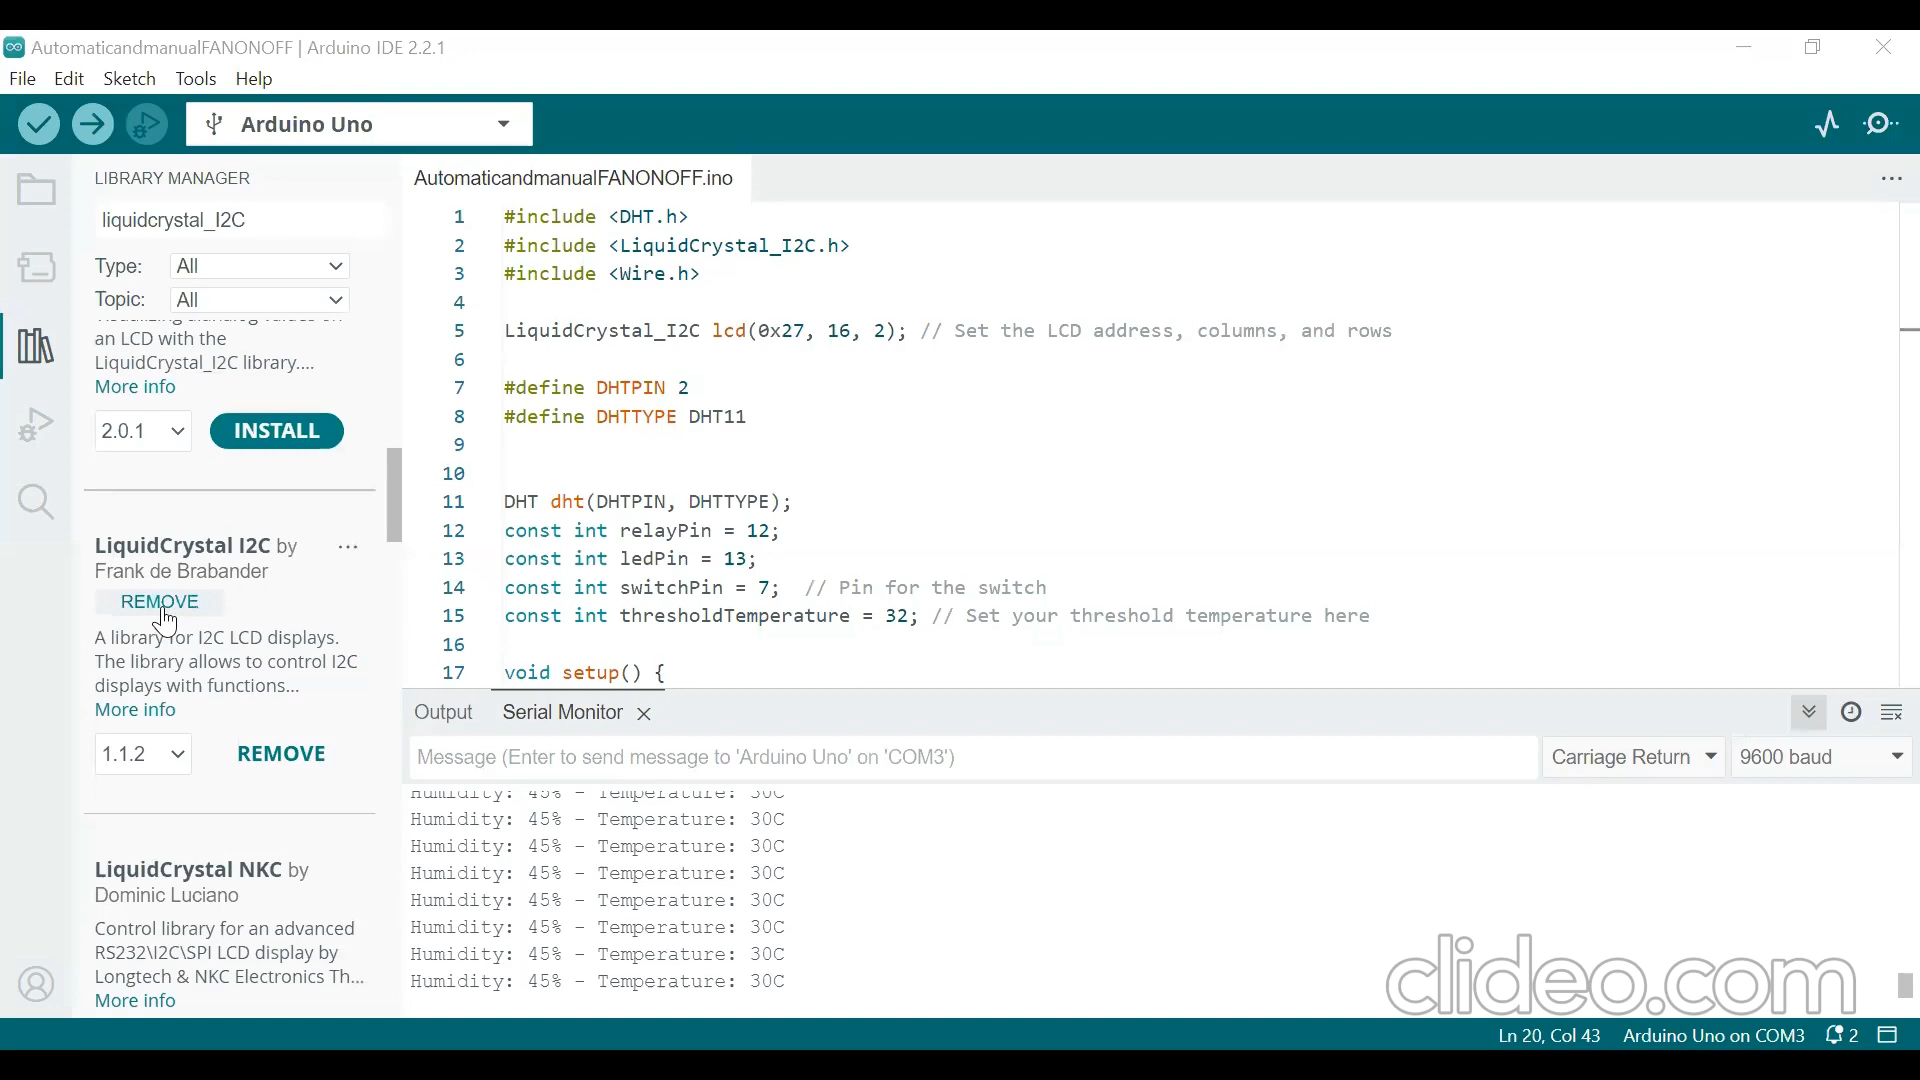 AutomaticandmanualFANONOFF | Arduino IDE 2.2.1
File Edit Sketch Tools Help
Arduino Uno
LIBRARY MANAGER
liquidcrystal_I2C
Type: All
Topic: All
an LCD with the
LiquidCrystal_I2C library....
More info
2.0.1 INSTALL
LiquidCrystal I2C by ...
Frank de Brabander
REMOVE
A library for I2C LCD displays.
The library allows to control I2C
displays with functions...
More info
1.1.2 REMOVE
LiquidCrystal NKC by
Dominic Luciano
Control library for an advanced
RS232\I2C\SPI LCD display by
Longtech & NKC Electronics Th...
More info
AutomaticandmanualFANONOFF.ino
1 #include <DHT.h>
2 #include <LiquidCrystal_I2C.h>
3 #include <Wire.h>
4
5 LiquidCrystal_I2C lcd(0x27, 16, 2); // Set the LCD address, columns, and rows
6
7 #define DHTPIN 2
8 #define DHTTYPE DHT11
9
10
11 DHT dht(DHTPIN, DHTTYPE);
12 const int relayPin = 12;
13 const int ledPin = 13;
14 const int switchPin = 7; // Pin for the switch
15 const int thresholdTemperature = 32; // Set your threshold temperature here
16
17 void setup() {
Output Serial Monitor
Message (Enter to send message to 'Arduino Uno' on 'COM3')
Carriage Return 9600 baud
Humidity: 45% - Temperature: 30C
Humidity: 45% - Temperature: 30C
Humidity: 45% - Temperature: 30C
Humidity: 45% - Temperature: 30C
Humidity: 45% - Temperature: 30C
Humidity: 45% - Temperature: 30C
Humidity: 45% - Temperature: 30C
Humidity: 45% - Temperature: 30C
clideo.com
Ln 20, Col 43 Arduino Uno on COM3 2